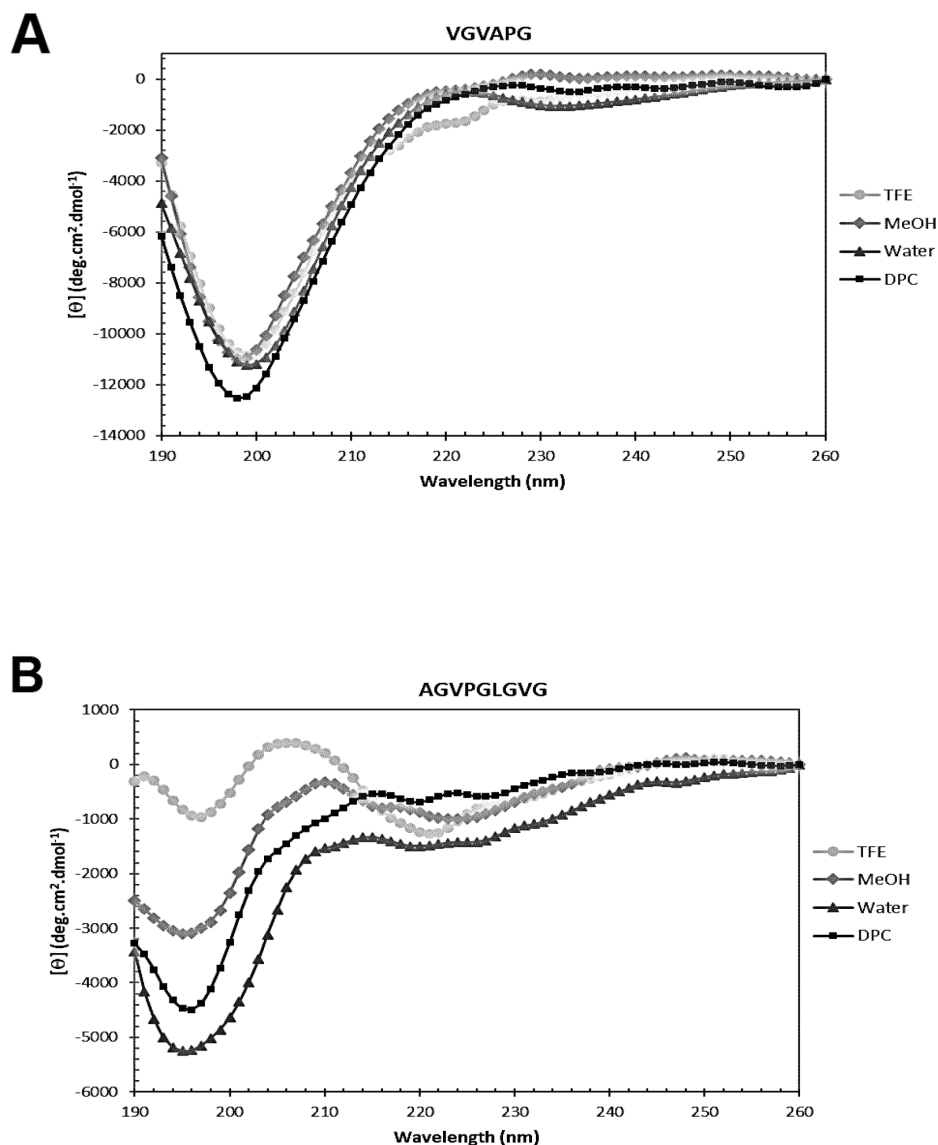 A
VGVAPG
0
-2000
-4000
-6000
-8000
-10000
-12000
-14000
[Θ] (deg.cm².dmol⁻¹)
190 200 210 220 230 240 250 260
Wavelength (nm)
TFE
MeOH
Water
DPC
B
AGVPGLGVG
1000
0
-1000
-2000
-3000
-4000
-5000
-6000
[Θ] (deg.cm².dmol⁻¹)
190 200 210 220 230 240 250 260
Wavelength (nm)
TFE
MeOH
Water
DPC